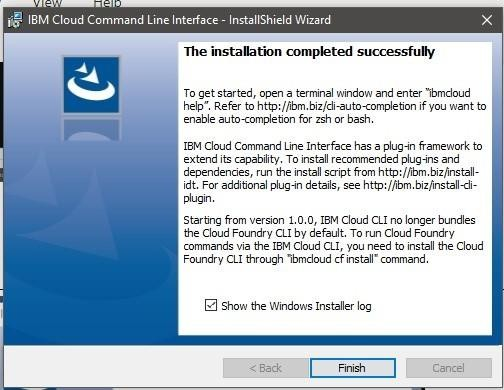 View Help
IBM Cloud Command Line Interface - InstallShield Wizard
The installation completed successfully
To get started, open a terminal window and enter "ibmcloud
help". Refer to http://ibm.biz/cli-auto-completion if you want to
enable auto-completion for zsh or bash.
IBM Cloud Command Line Interface has a plug-in framework to
extend its capability. To install recommended plug-ins and
dependencies, run the install script from http://ibm.biz/install-
idt. For additional plug-in details, see http://ibm.biz/install-cli-
plugin.
Starting from version 1.0.0, IBM Cloud CLI no longer bundles
the Cloud Foundry CLI by default. To run Cloud Foundry
commands via the IBM Cloud CLI, you need to install the Cloud
Foundry CLI through "ibmcloud cf install" command.
Show the Windows Installer log
< Back Finish Cancel